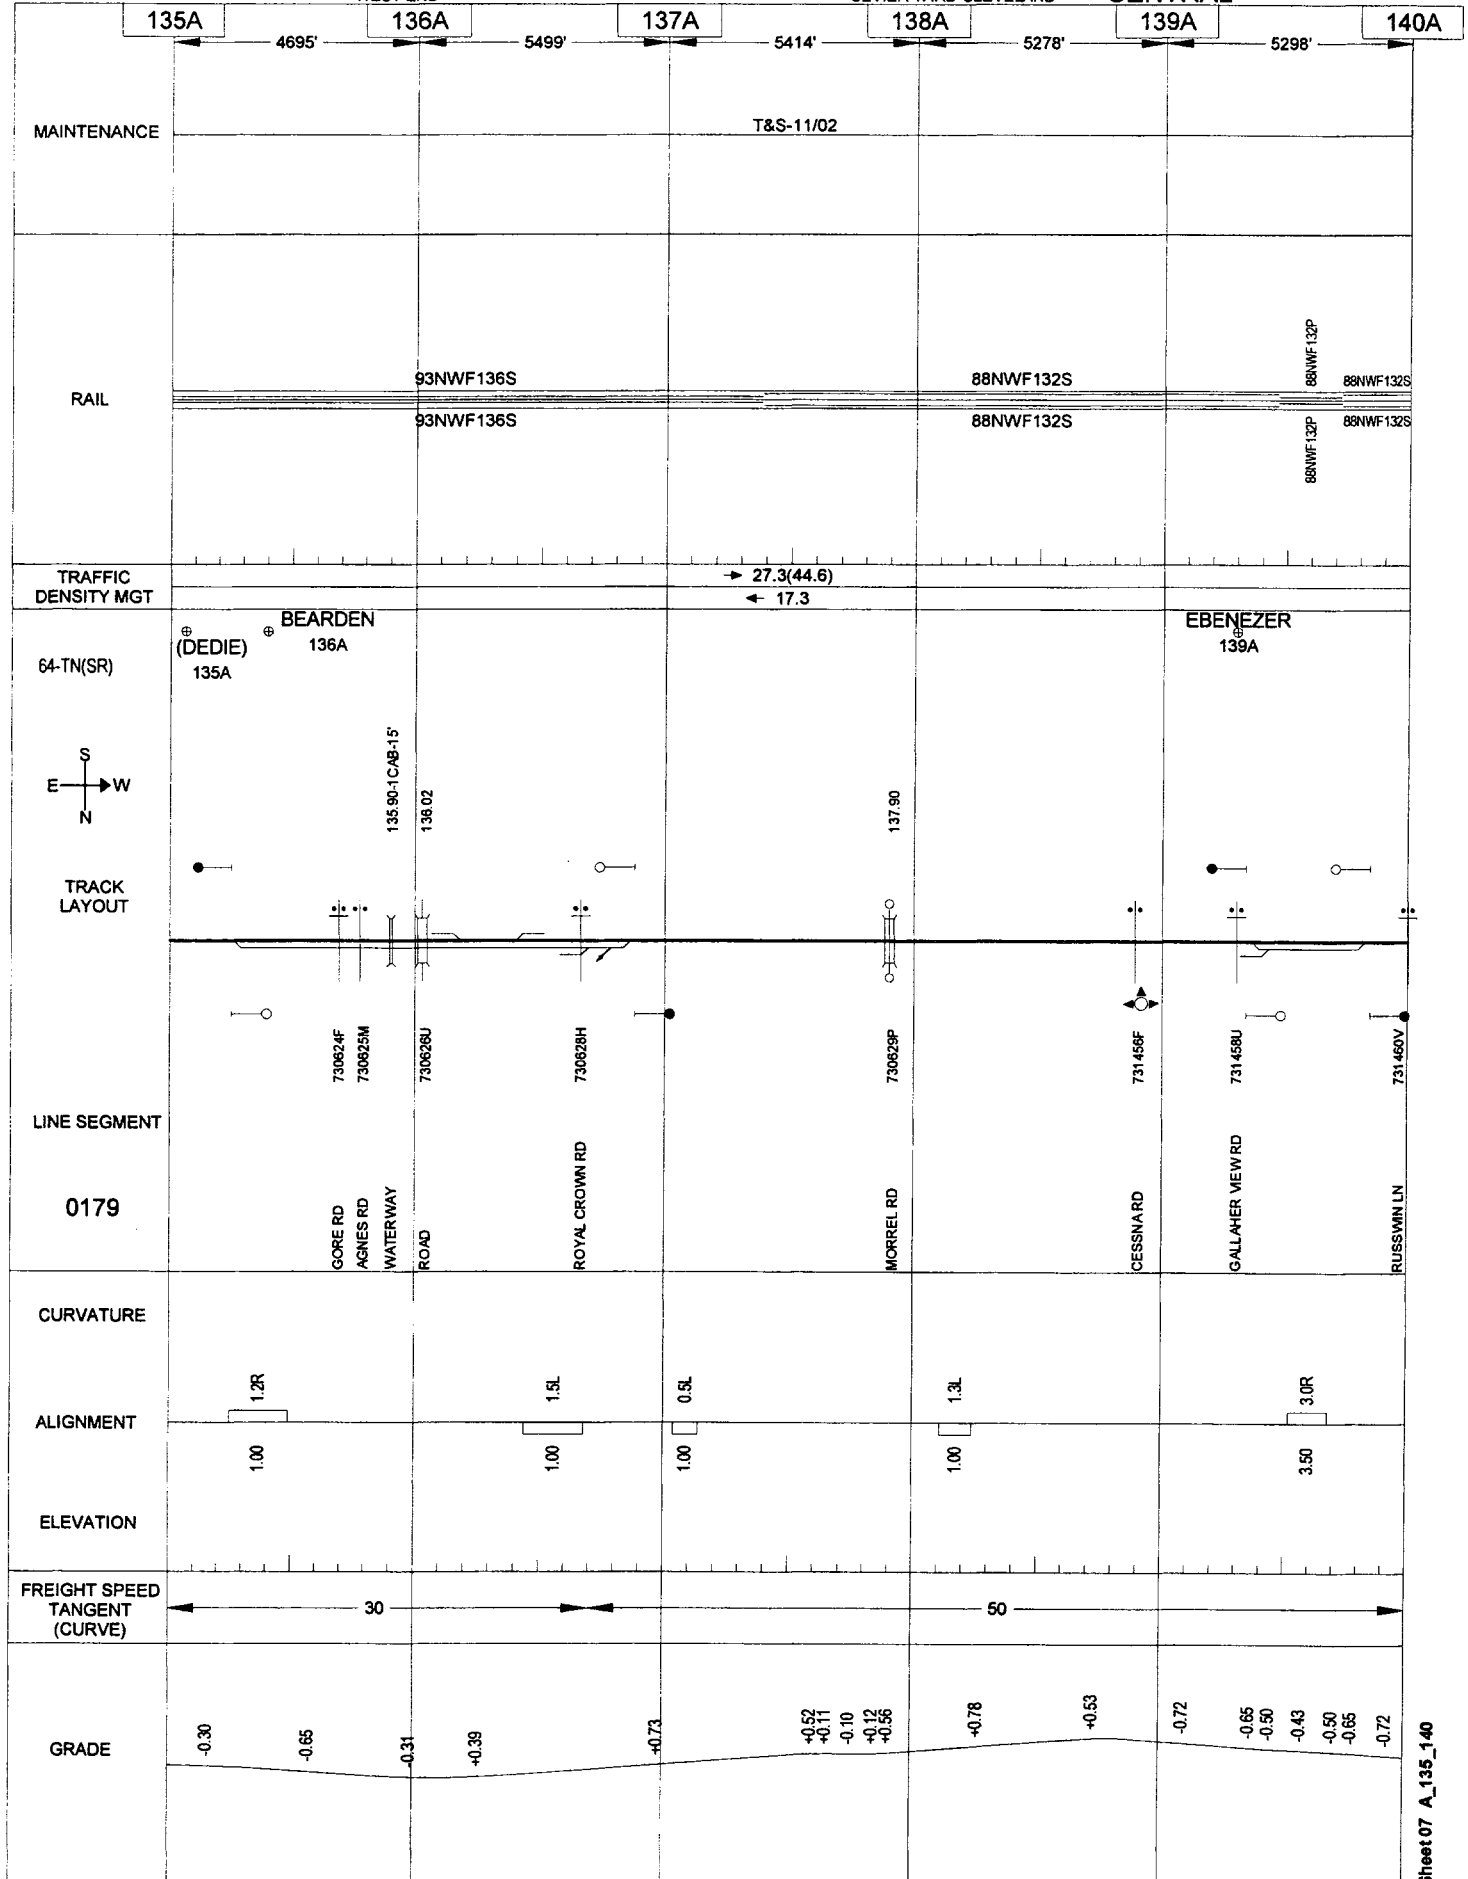 CENTRAL
135A 136A 137A 138A 139A 140A
4695' 5499' 5414' 5278' 5298'
MAINTENANCE
T&S-11/02
RAIL
93NWF136S 88NWF132S 88NWF132P 88NWF132S
93NWF136S 88NWF132S 88NWF132P 88NWF132S
TRAFFIC
DENSITY MGT
27.3(44.6)
17.3
64-TN(SR)
(DEDIE)
135A
BEARDEN
136A
EBENEZER
139A
S
E W
N
135.90-1 CAB-15'
136.02
137.90
TRACK
LAYOUT
730624F
730625M
730626U
730628H
730629P
731456F
731458U
731460V
LINE SEGMENT
0179
GORE RD
AGNES RD
WATERWAY
ROAD
ROYAL CROWN RD
MORREL RD
CESSNA RD
GALLAHER VIEW RD
RUSSWIN LN
CURVATURE
1.2R 1.5L 0.5L 1.3L 3.0R
ALIGNMENT
1.00 1.00 1.00 1.00 3.50
ELEVATION
FREIGHT SPEED
TANGENT
(CURVE)
30 50
GRADE
-0.30
-0.65
-0.31
+0.39
+0.73
+0.52
+0.11
-0.10
+0.12
+0.56
+0.78
+0.53
-0.72
-0.65
-0.50
-0.43
-0.50
-0.65
-0.72
Sheet 07 A_135_140